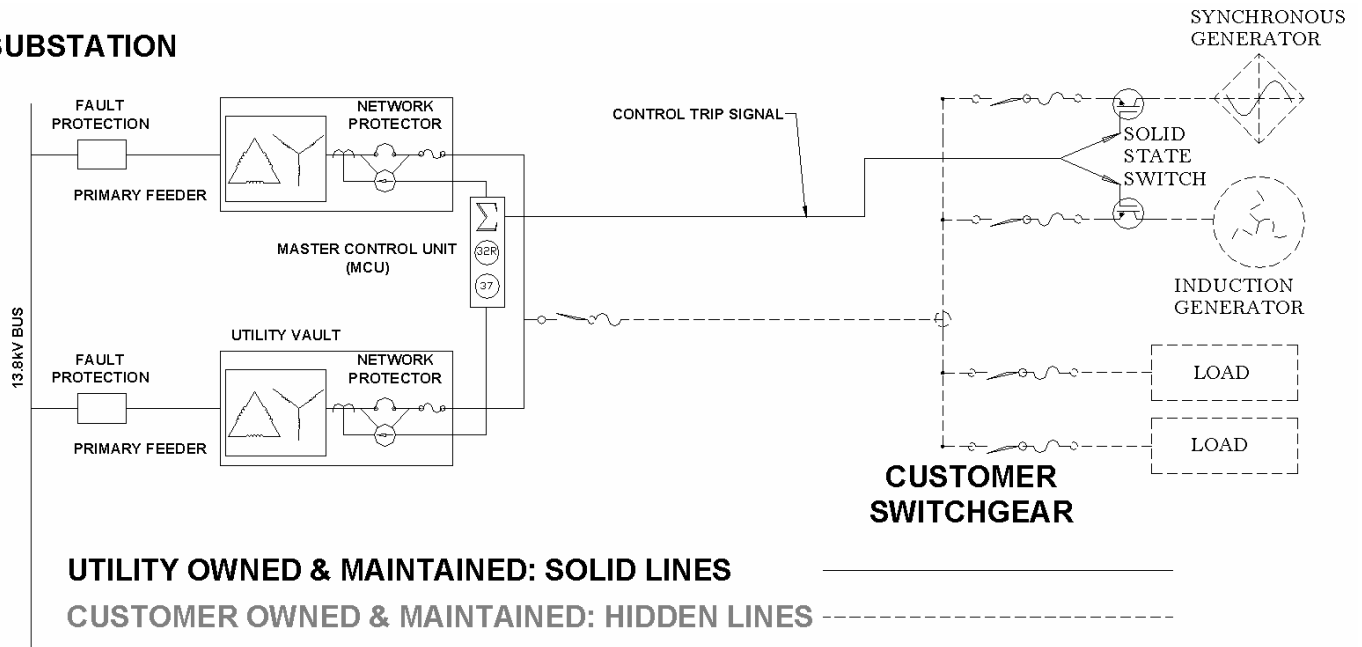 SUBSTATION
SYNCHRONOUS
GENERATOR
FAULT
PROTECTION
NETWORK
PROTECTOR
CONTROL TRIP SIGNAL
SOLID
STATE
SWITCH
PRIMARY FEEDER
MASTER CONTROL UNIT
(MCU)
Σ
32R
37
INDUCTION
GENERATOR
13.8kV BUS
UTILITY VAULT
FAULT
PROTECTION
NETWORK
PROTECTOR
LOAD
PRIMARY FEEDER
LOAD
CUSTOMER
SWITCHGEAR
UTILITY OWNED & MAINTAINED: SOLID LINES
CUSTOMER OWNED & MAINTAINED: HIDDEN LINES